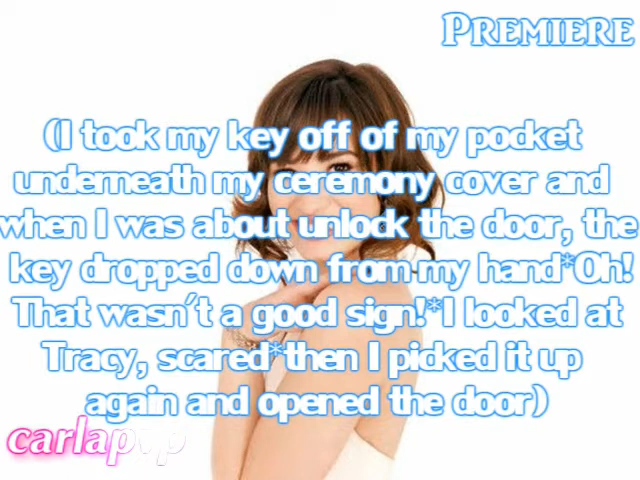 PREMIERE
(I took my key off of my pocket
underneath my ceremony cover and
when I was about unlock the door, the
key dropped down from my hand*Oh!
That wasn't a good sign!*I looked at
Tracy, scared*then I picked it up
again and opened the door)
carlapvp